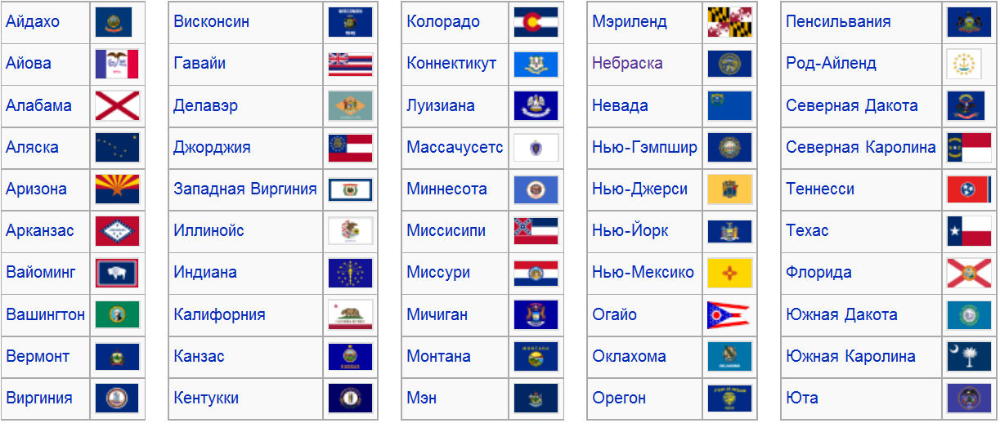 Айдахо
Айова
Алабама
Аляска
Аризона
Арканзас
Вайоминг
Вашингтон
Вермонт
Виргиния
Висконсин
Гавайи
Делавэр
Джорджия
Западная Виргиния
Иллинойс
Индиана
Калифорния
Канзас
Кентукки
Колорадо
Коннектикут
Луизиана
Массачусетс
Миннесота
Миссисипи
Миссури
Мичиган
Монтана
Мэн
Мэриленд
Небраска
Невада
Нью-Гэмпшир
Нью-Джерси
Нью-Йорк
Нью-Мексико
Огайо
Оклахома
Орегон
Пенсильвания
Род-Айленд
Северная Дакота
Северная Каролина
Теннесси
Техас
Флорида
Южная Дакота
Южная Каролина
Юта
WISCONSIN
1848
MONTANA